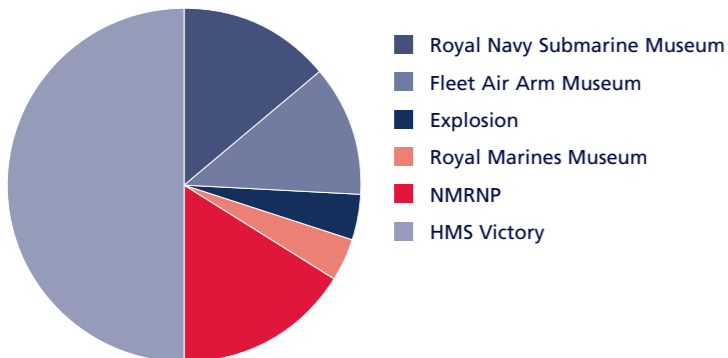 Royal Navy Submarine Museum
Fleet Air Arm Museum
Explosion
Royal Marines Museum
NMRNP
HMS Victory